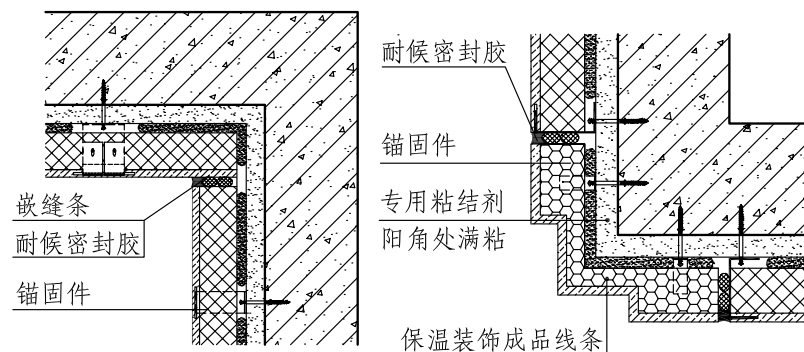 嵌缝条
耐候密封胶
锚固件
耐候密封胶
锚固件
专用粘结剂
阳角处满粘
保温装饰成品线条